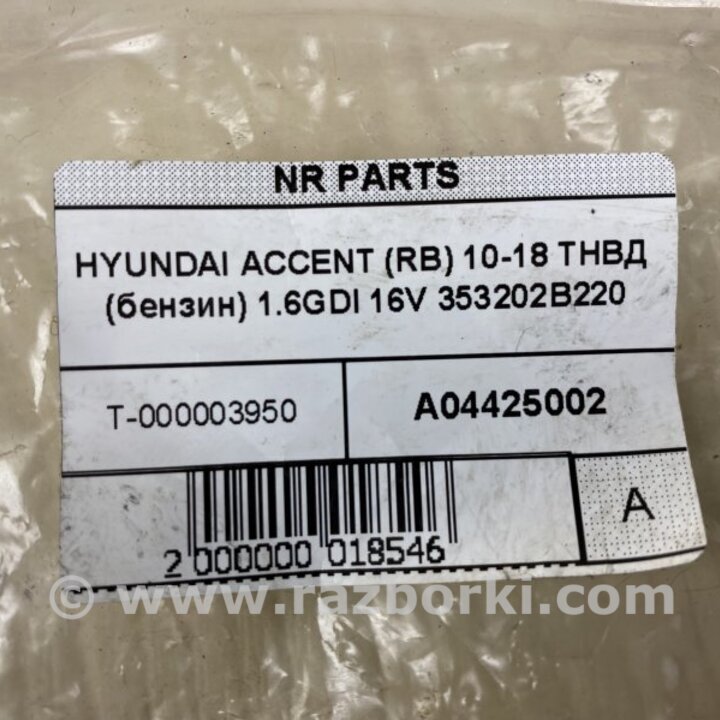 NR PARTS
HYUNDAI ACCENT (RB) 10-18 ТНВД
(бензин) 1.6GDI 16V 353202B220
T-000003950
A04425002
A
2 000000 018546
© www.razborki.com